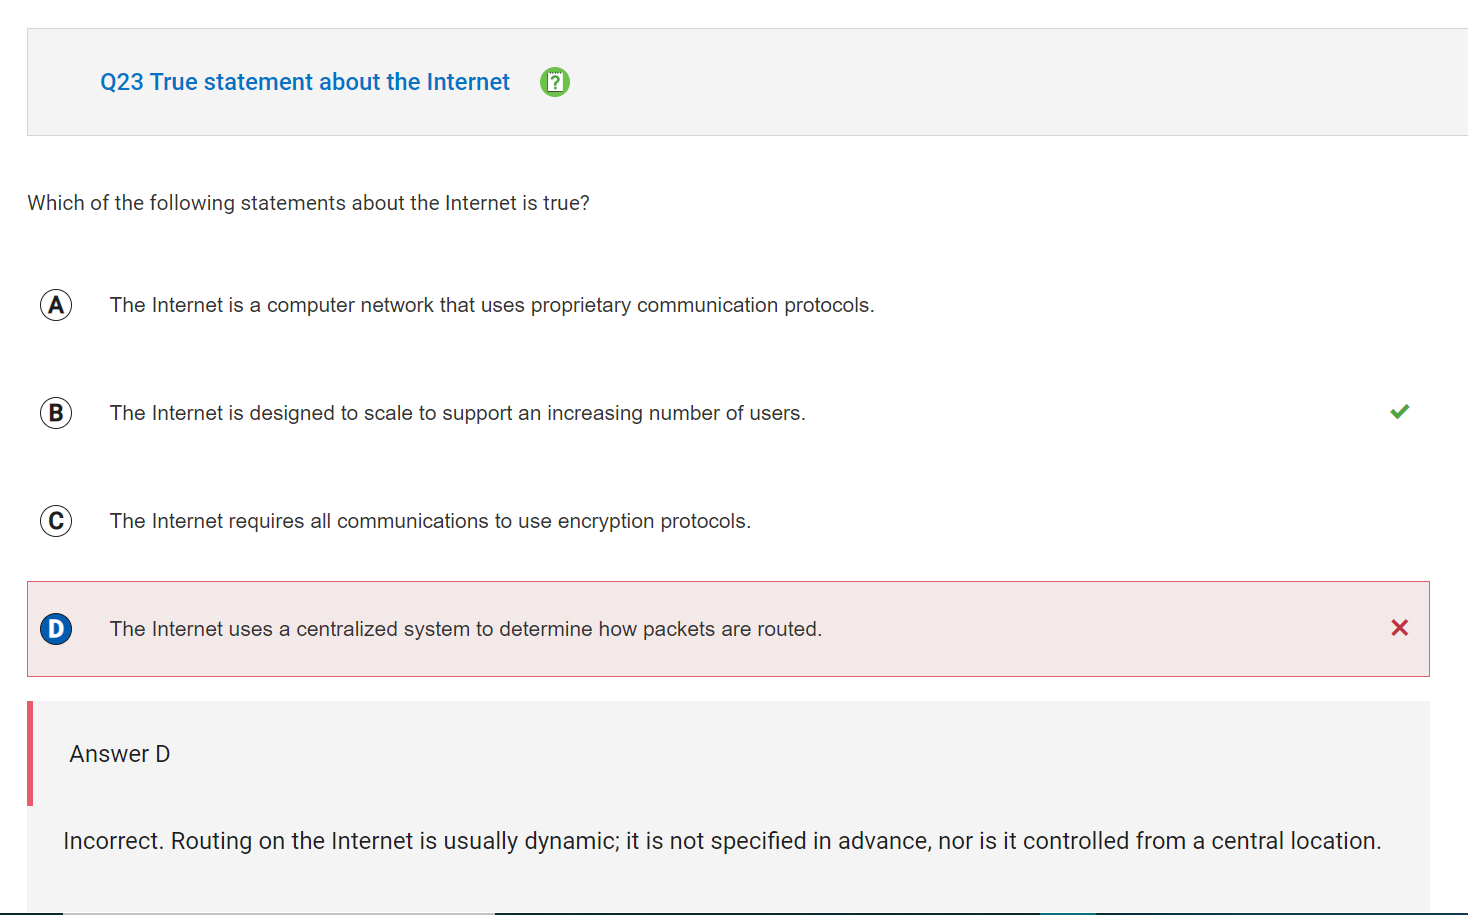 Q23 True statement about the Internet ?
Which of the following statements about the Internet is true?
A The Internet is a computer network that uses proprietary communication protocols.
B The Internet is designed to scale to support an increasing number of users.
C The Internet requires all communications to use encryption protocols.
D The Internet uses a centralized system to determine how packets are routed.
Answer D
Incorrect. Routing on the Internet is usually dynamic; it is not specified in advance, nor is it controlled from a central location.